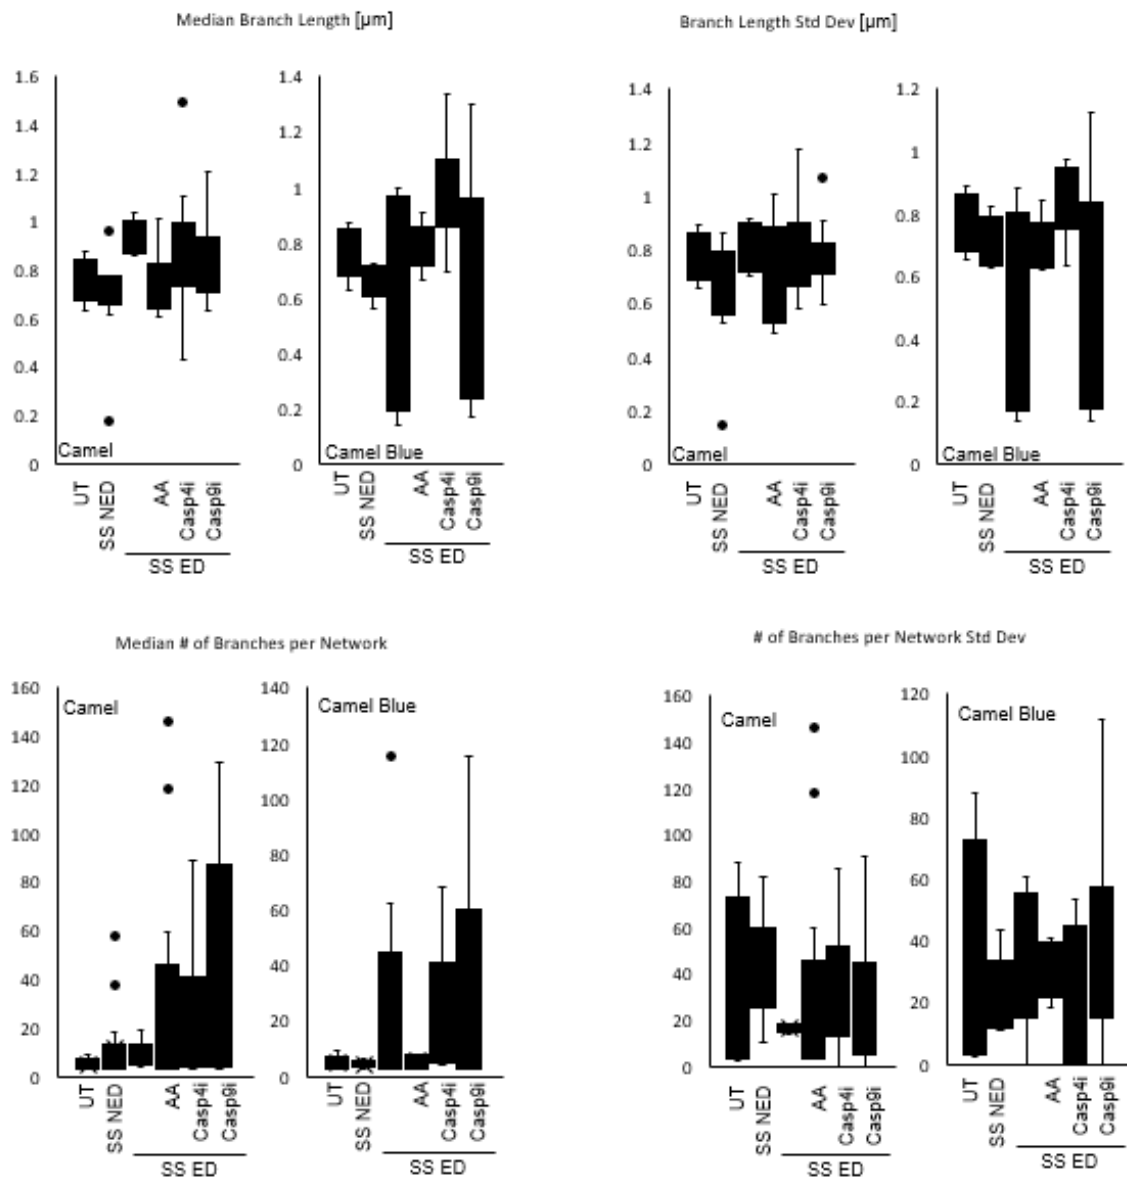 Median Branch Length [µm]
Branch Length Std Dev [µm]
1.6
1.4
1.2
1
0.8
0.6
0.4
0.2
0
Camel
UT
SS NED
AA
Casp4i
Casp9i
SS ED
1.4
1.2
1
0.8
0.6
0.4
0.2
0
Camel Blue
UT
SS NED
AA
Casp4i
Casp9i
SS ED
1.4
1.2
1
0.8
0.6
0.4
0.2
0
Camel
UT
SS NED
AA
Casp4i
Casp9i
SS ED
1.2
1
0.8
0.6
0.4
0.2
0
Camel Blue
UT
SS NED
AA
Casp4i
Casp9i
SS ED
Median # of Branches per Network
# of Branches per Network Std Dev
160
140
120
100
80
60
40
20
0
Camel
UT
SS NED
AA
Casp4i
Casp9i
SS ED
140
120
100
80
60
40
20
0
Camel Blue
UT
SS NED
AA
Casp4i
Casp9i
SS ED
160
140
120
100
80
60
40
20
0
Camel
UT
SS NED
AA
Casp4i
Casp9i
SS ED
120
100
80
60
40
20
0
Camel Blue
UT
SS NED
AA
Casp4i
Casp9i
SS ED